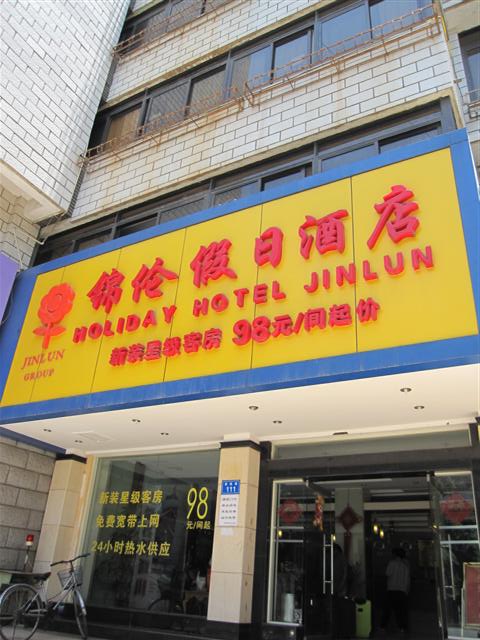 锦伦假日酒店
HOLIDAY HOTEL JINLUN
新装星级客房 98元/间起价
JINLUN
GROUP
新装星级客房
免费宽带上网
24小时热水供应
98
元/间起
111